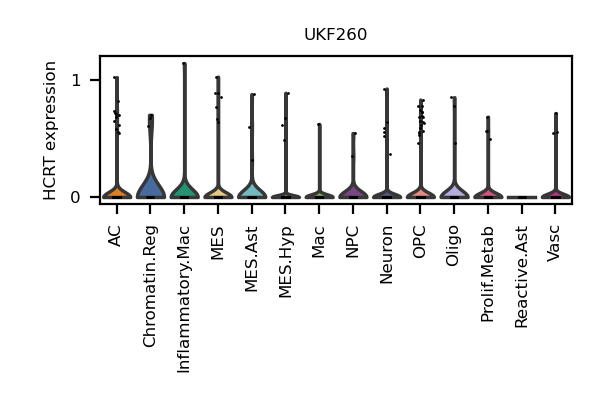 UKF260
HCRT expression
1
0
AC
Chromatin.Reg
Inflammatory.Mac
MES
MES.Ast
MES.Hyp
Mac
NPC
Neuron
OPC
Oligo
Prolif.Metab
Reactive.Ast
Vasc